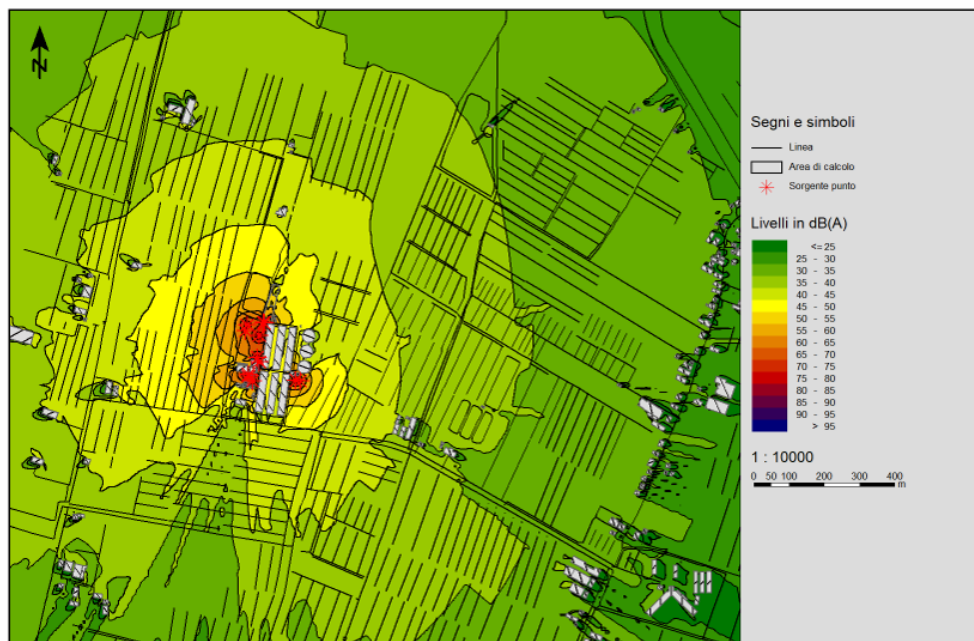 N
Segni e simboli
Linea
Area di calcolo
Sorgente punto
Livelli in dB(A)
<= 25
25 - 30
30 - 35
35 - 40
40 - 45
45 - 50
50 - 55
55 - 60
60 - 65
65 - 70
70 - 75
75 - 80
80 - 85
85 - 90
90 - 95
> 95
1 : 10000
0 50 100 200 300 400
m